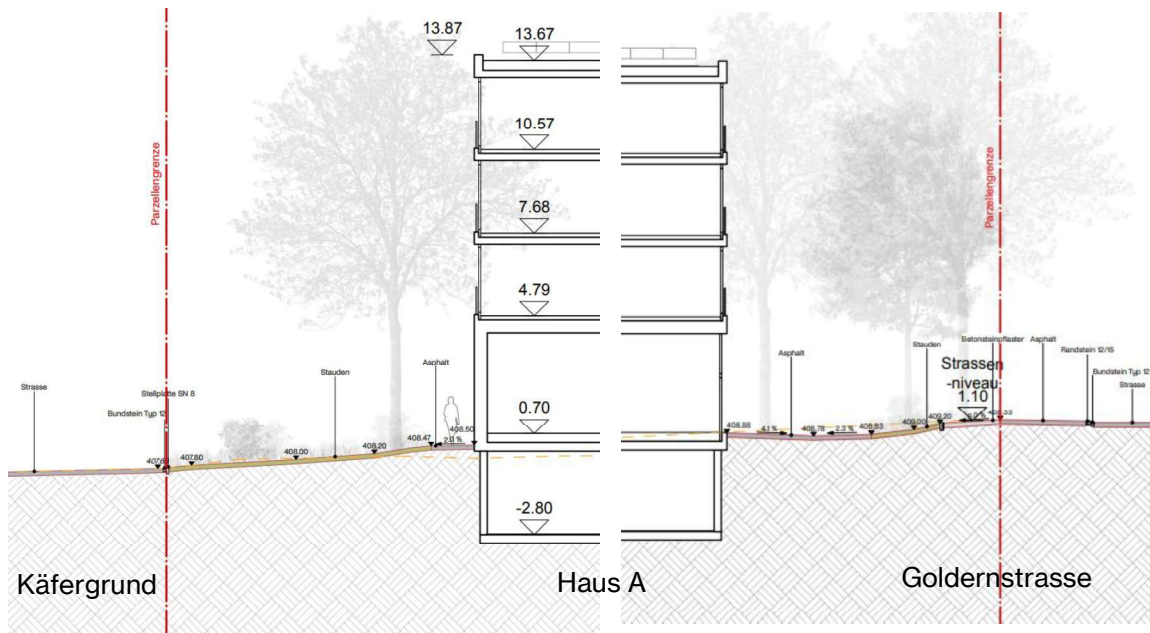 13.87
13.67
Parzellengrenze
Parzellengrenze
10.57
7.68
4.79
Strasse
Stellplatte SN 8
Bundstein Typ 12
Stauden
Asphalt
0.70
Asphalt
Stauden
Betonsteinpflaster
Asphalt
Randstein 12/15
Bundstein Typ 12
Strasse
Strassen
-niveau
1.10
407.80
408.00
408.20
408.47
2.0 %
408.50
408.88
4.1 %
408.78
2.3 %
408.83
409.00
409.20
-2.80
Käfergrund
Haus A
Goldernstrasse